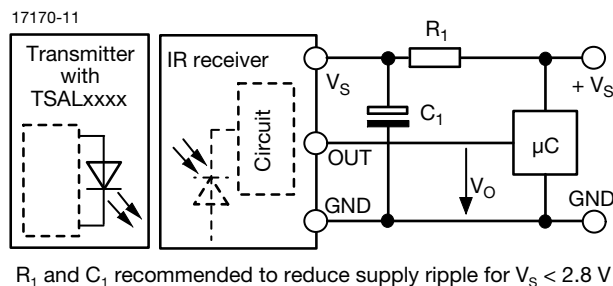 17170-11
Transmitter
with
TSALxxxx
IR receiver
Circuit
VS
R1
+ VS
C1
OUT
µC
VO
GND
GND
R1 and C1 recommended to reduce supply ripple for VS < 2.8 V